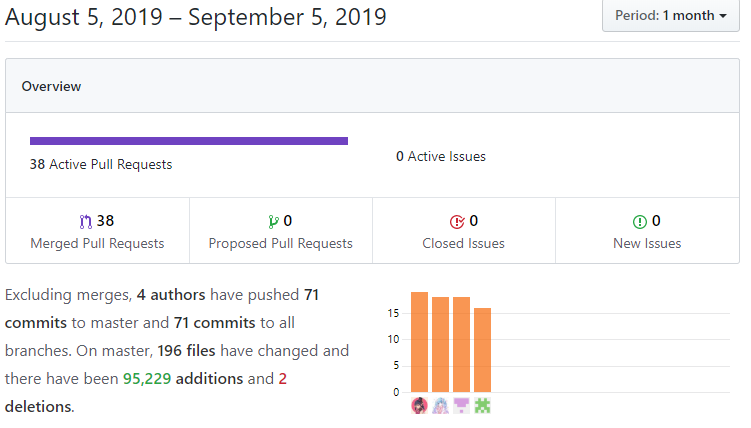 August 5, 2019 – September 5, 2019
Period: 1 month
Overview
38 Active Pull Requests
0 Active Issues
38
Merged Pull Requests
0
Proposed Pull Requests
0
Closed Issues
0
New Issues
Excluding merges, 4 authors have pushed 71
commits to master and 71 commits to all
branches. On master, 196 files have changed and
there have been 95,229 additions and 2
deletions.
15
10
5
0